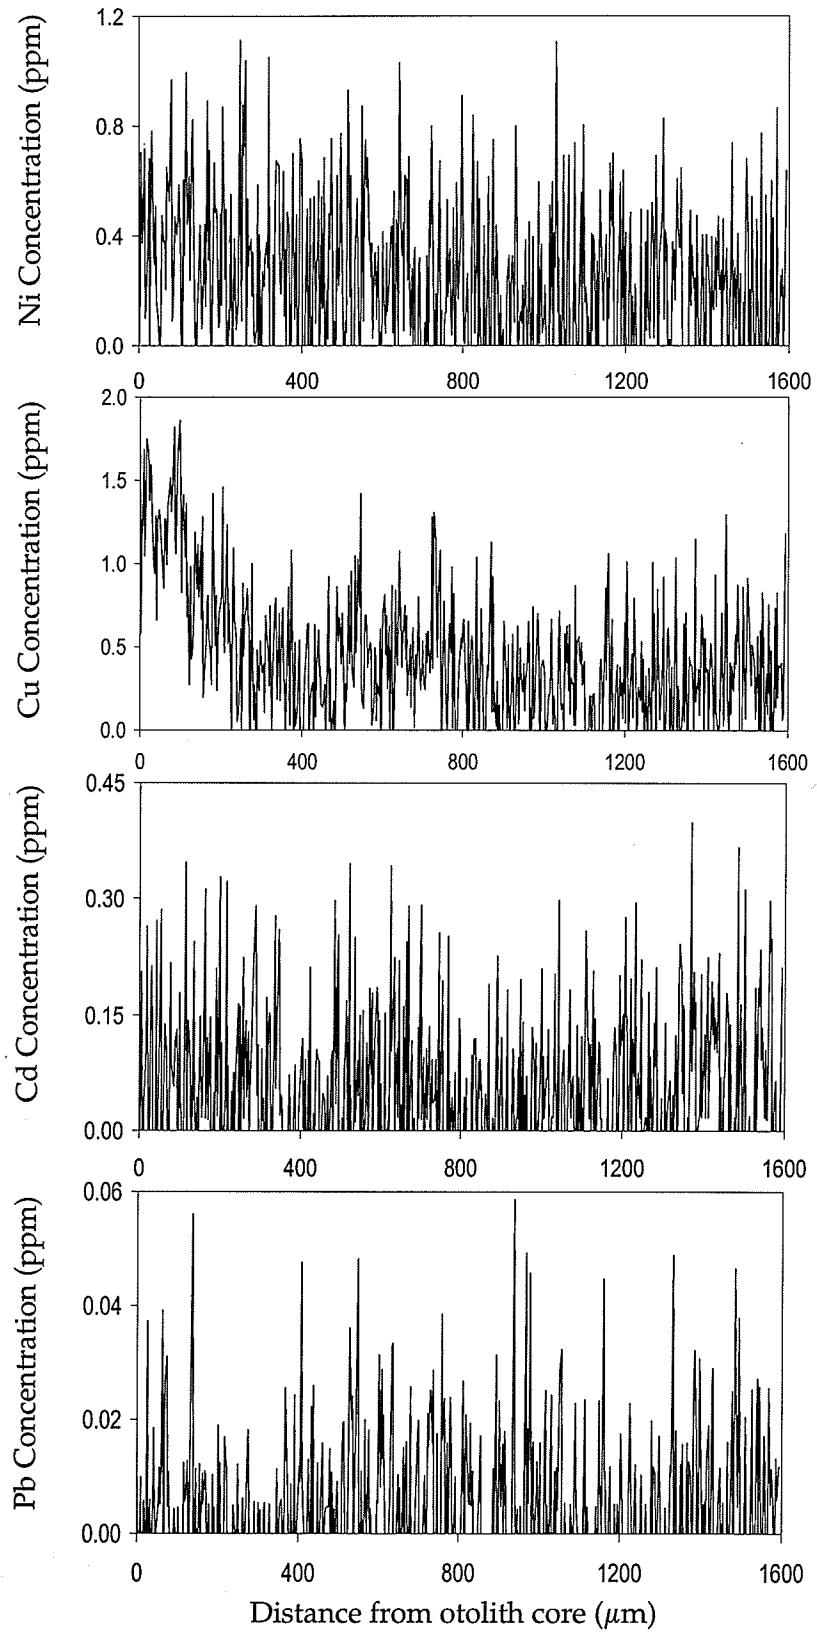 Ni Concentration (ppm)
1.2
0.8
0.4
0.0
0 400 800 1200 1600
Cu Concentration (ppm)
2.0
1.5
1.0
0.5
0.0
0 400 800 1200 1600
Cd Concentration (ppm)
0.45
0.30
0.15
0.00
0 400 800 1200 1600
Pb Concentration (ppm)
0.06
0.04
0.02
0.00
0 400 800 1200 1600
Distance from otolith core (μm)